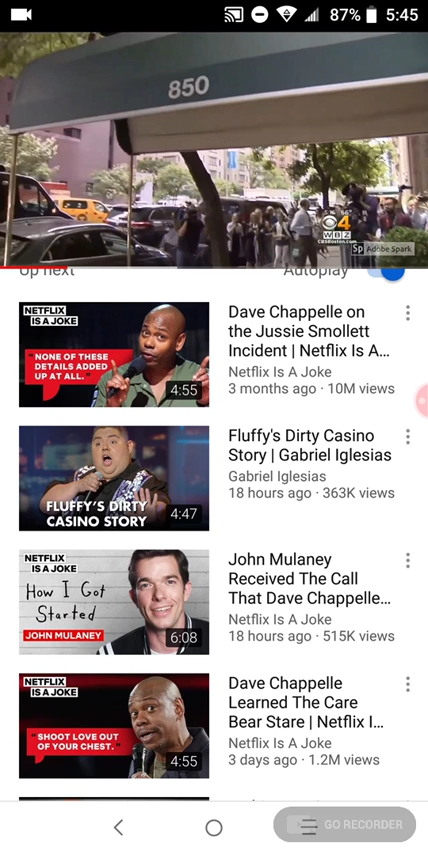 87% 5:45
850
4
WBZ
CBSBoston.com
Sp Adobe Spark
Up next
Autoplay
NETFLIX
IS A JOKE
"NONE OF THESE
DETAILS ADDED
UP AT ALL."
4:55
Dave Chappelle on
the Jussie Smollett
Incident | Netflix Is A...
Netflix Is A Joke
3 months ago · 10M views
FLUFFY'S DIRTY
CASINO STORY
4:47
Fluffy's Dirty Casino
Story | Gabriel Iglesias
Gabriel Iglesias
18 hours ago · 363K views
NETFLIX
IS A JOKE
How I Got
Started
JOHN MULANEY
6:08
John Mulaney
Received The Call
That Dave Chappelle...
Netflix Is A Joke
18 hours ago · 515K views
NETFLIX
IS A JOKE
"SHOOT LOVE OUT
OF YOUR CHEST."
4:55
Dave Chappelle
Learned The Care
Bear Stare | Netflix I...
Netflix Is A Joke
3 days ago · 1.2M views
GO RECORDER